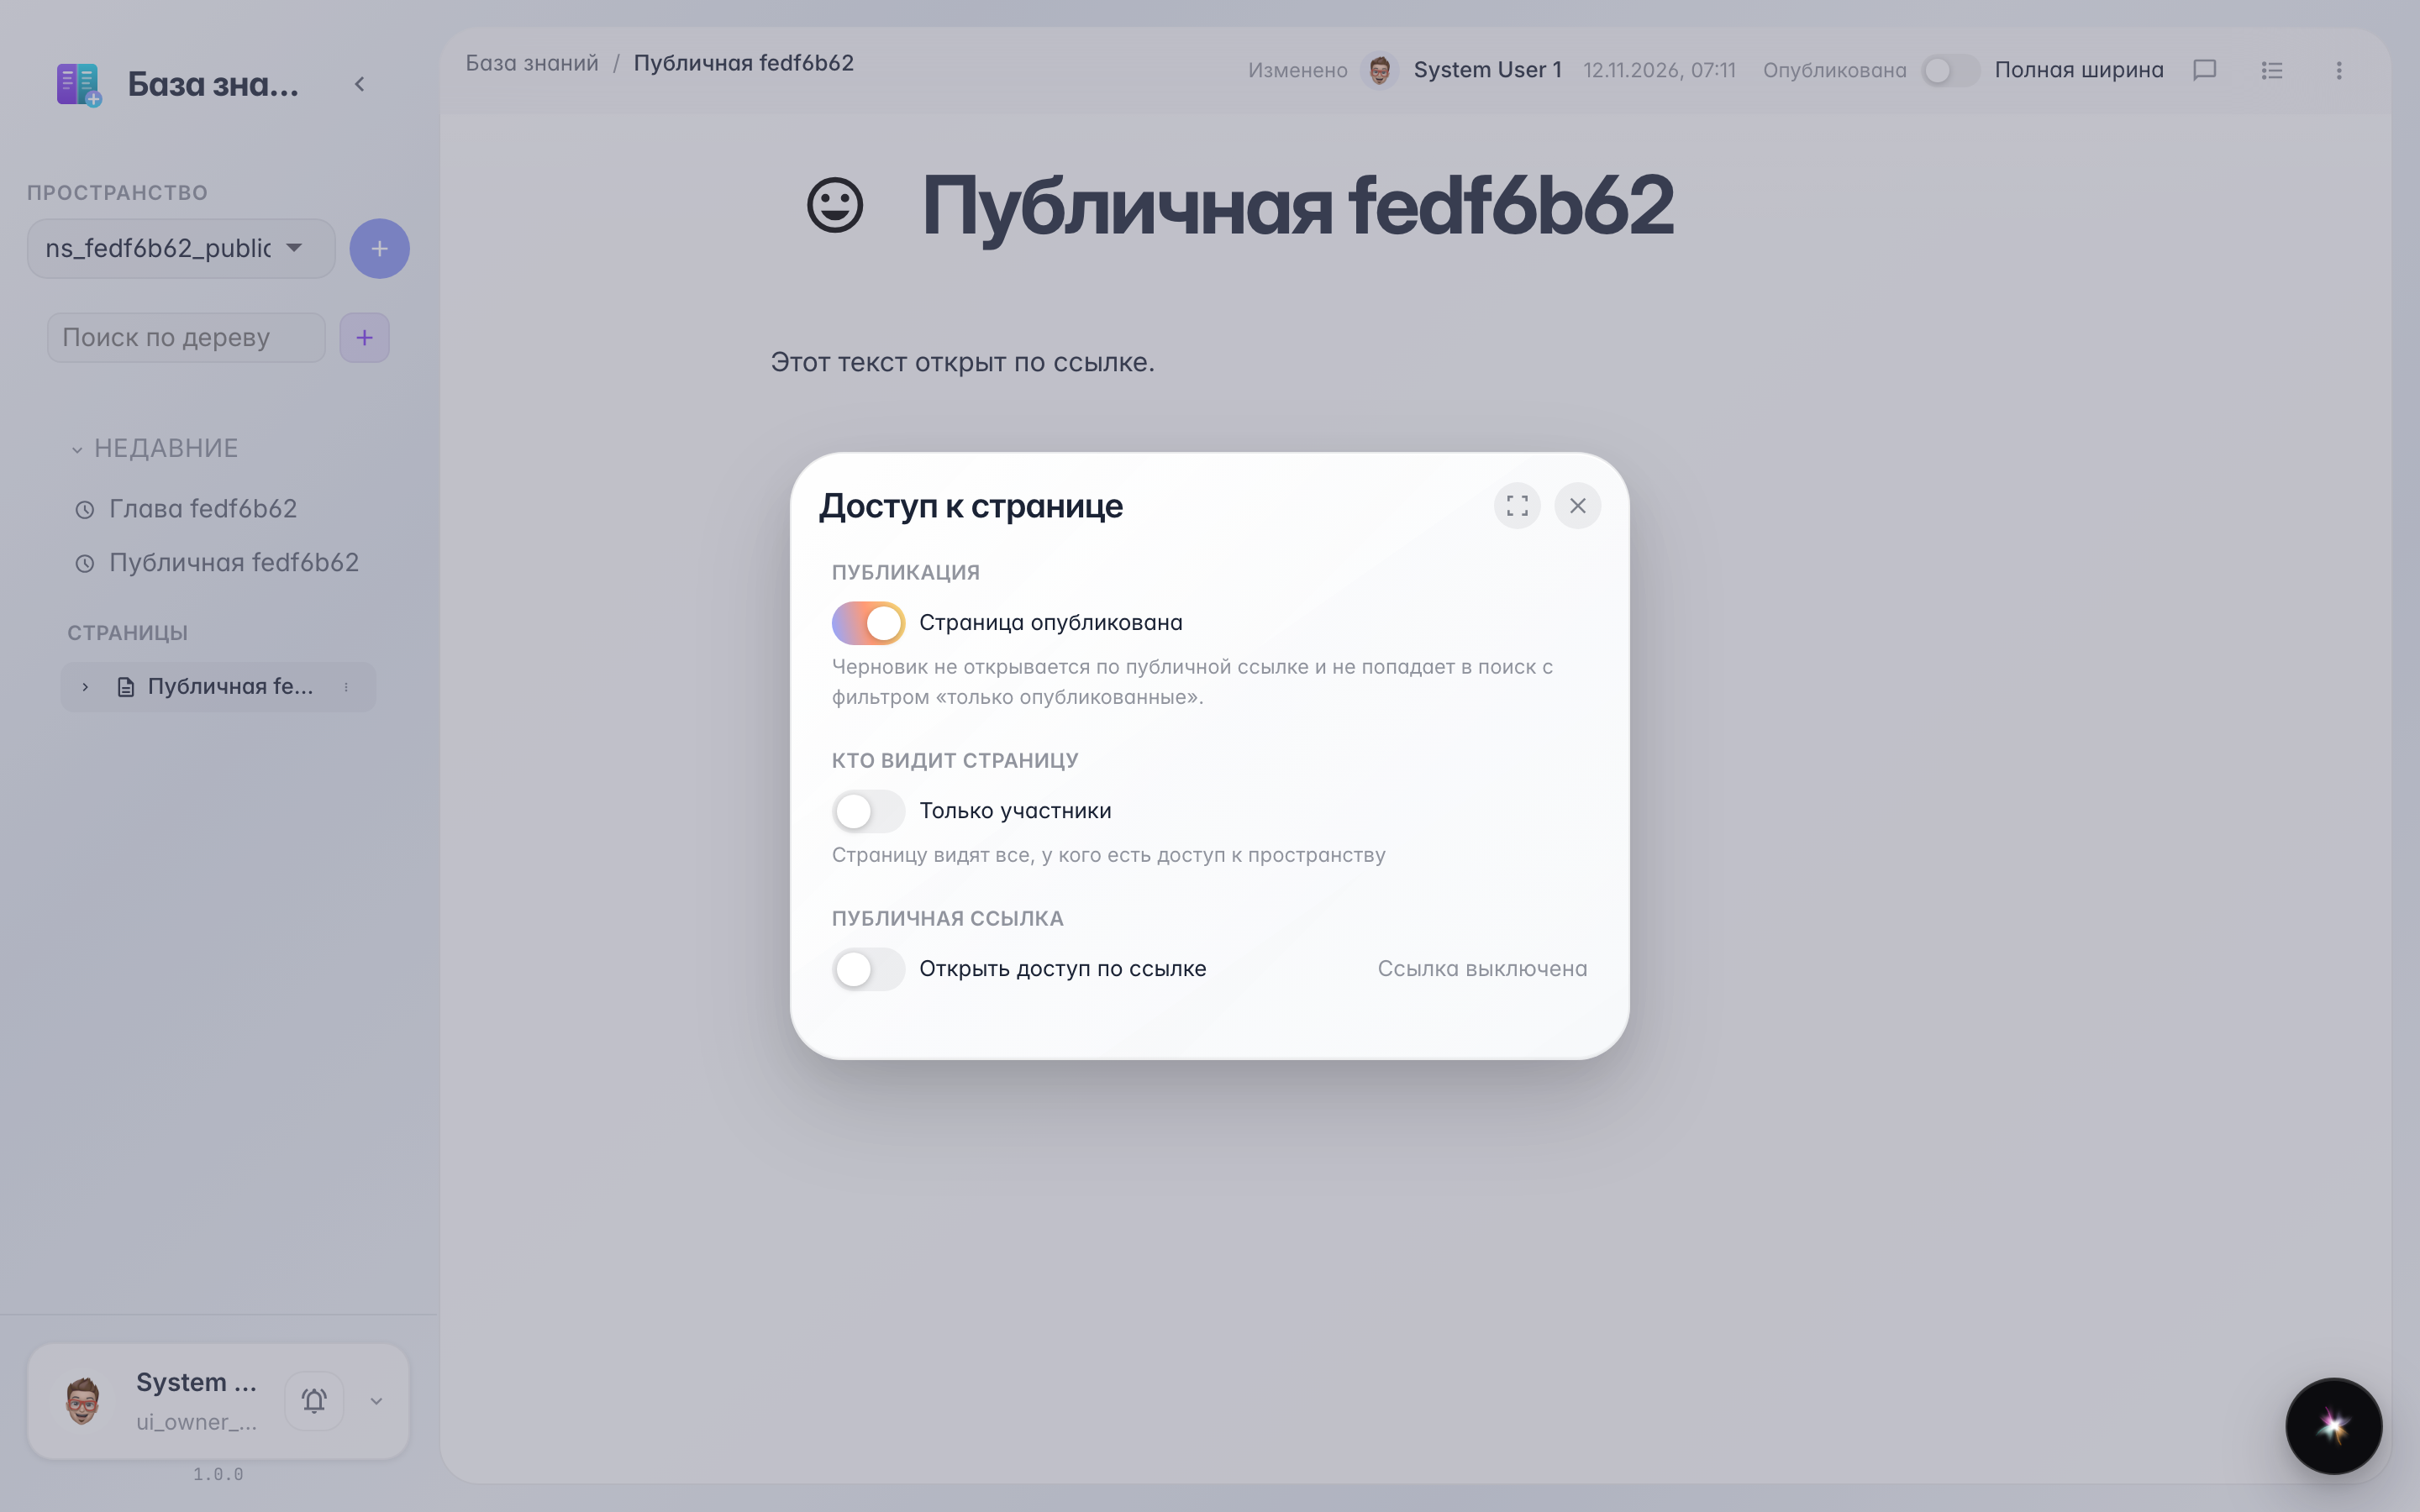 База зна...
ПРОСТРАНСТВО
ns_fedf6b62_public
Поиск по дереву
НЕДАВНИЕ
Глава fedf6b62
Публичная fedf6b62
СТРАНИЦЫ
Публичная fe...
System ...
ui_owner_...
1.0.0
База знаний / Публичная fedf6b62
Изменено System User 1 12.11.2026, 07:11 Опубликована Полная ширина
Публичная fedf6b62
Этот текст открыт по ссылке.
Доступ к странице
ПУБЛИКАЦИЯ
Страница опубликована
Черновик не открывается по публичной ссылке и не попадает в поиск с
фильтром «только опубликованные».
КТО ВИДИТ СТРАНИЦУ
Только участники
Страницу видят все, у кого есть доступ к пространству
ПУБЛИЧНАЯ ССЫЛКА
Открыть доступ по ссылке Ссылка выключена